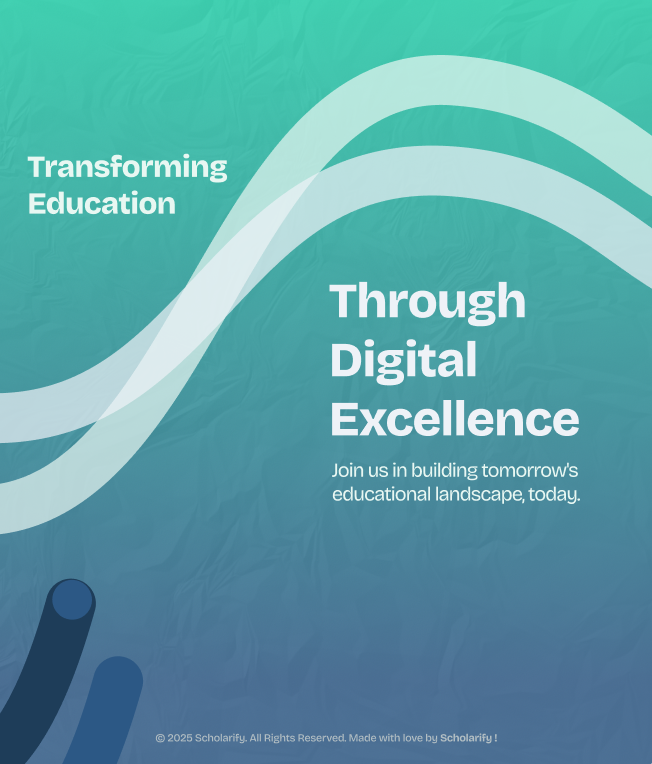 Transforming
Education
Through
Digital
Excellence
Join us in building tomorrow's
educational landscape, today.
© 2025 Scholarify. All Rights Reserved. Made with love by Scholarify !